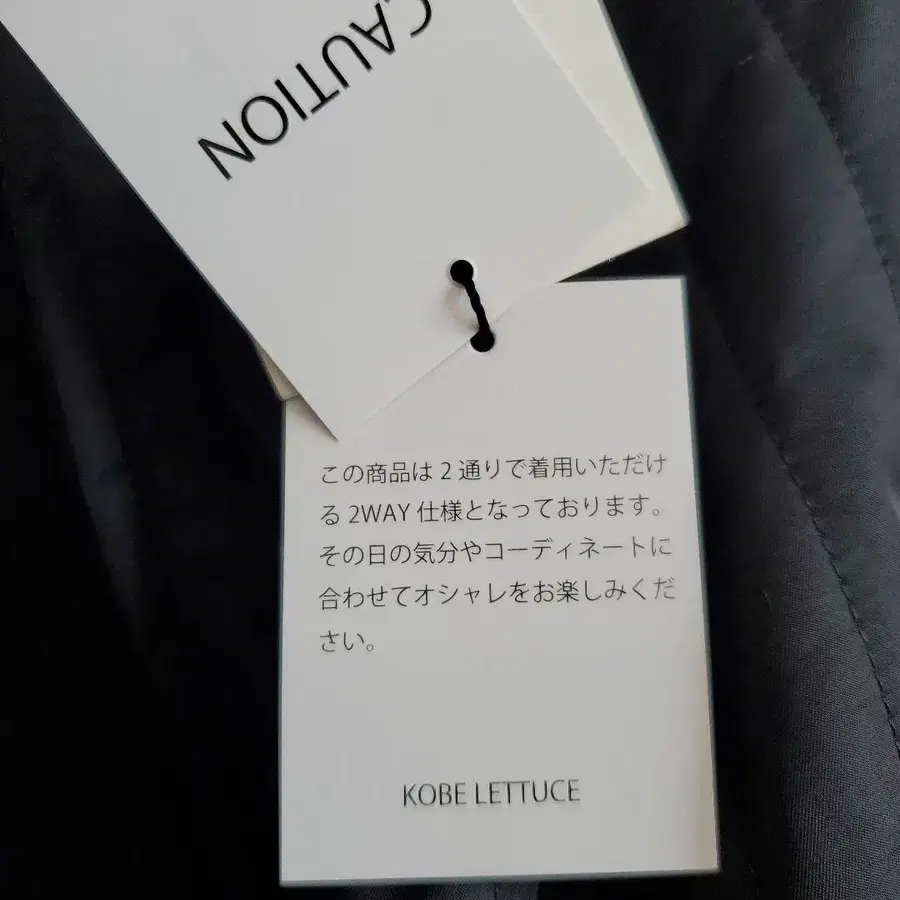 CAUTION
この商品は2通りで着用いただけ
る2WAY仕様となっております。
その日の気分やコーディネートに
合わせてオシャレをお楽しみくだ
さい。
KOBE LETTUCE